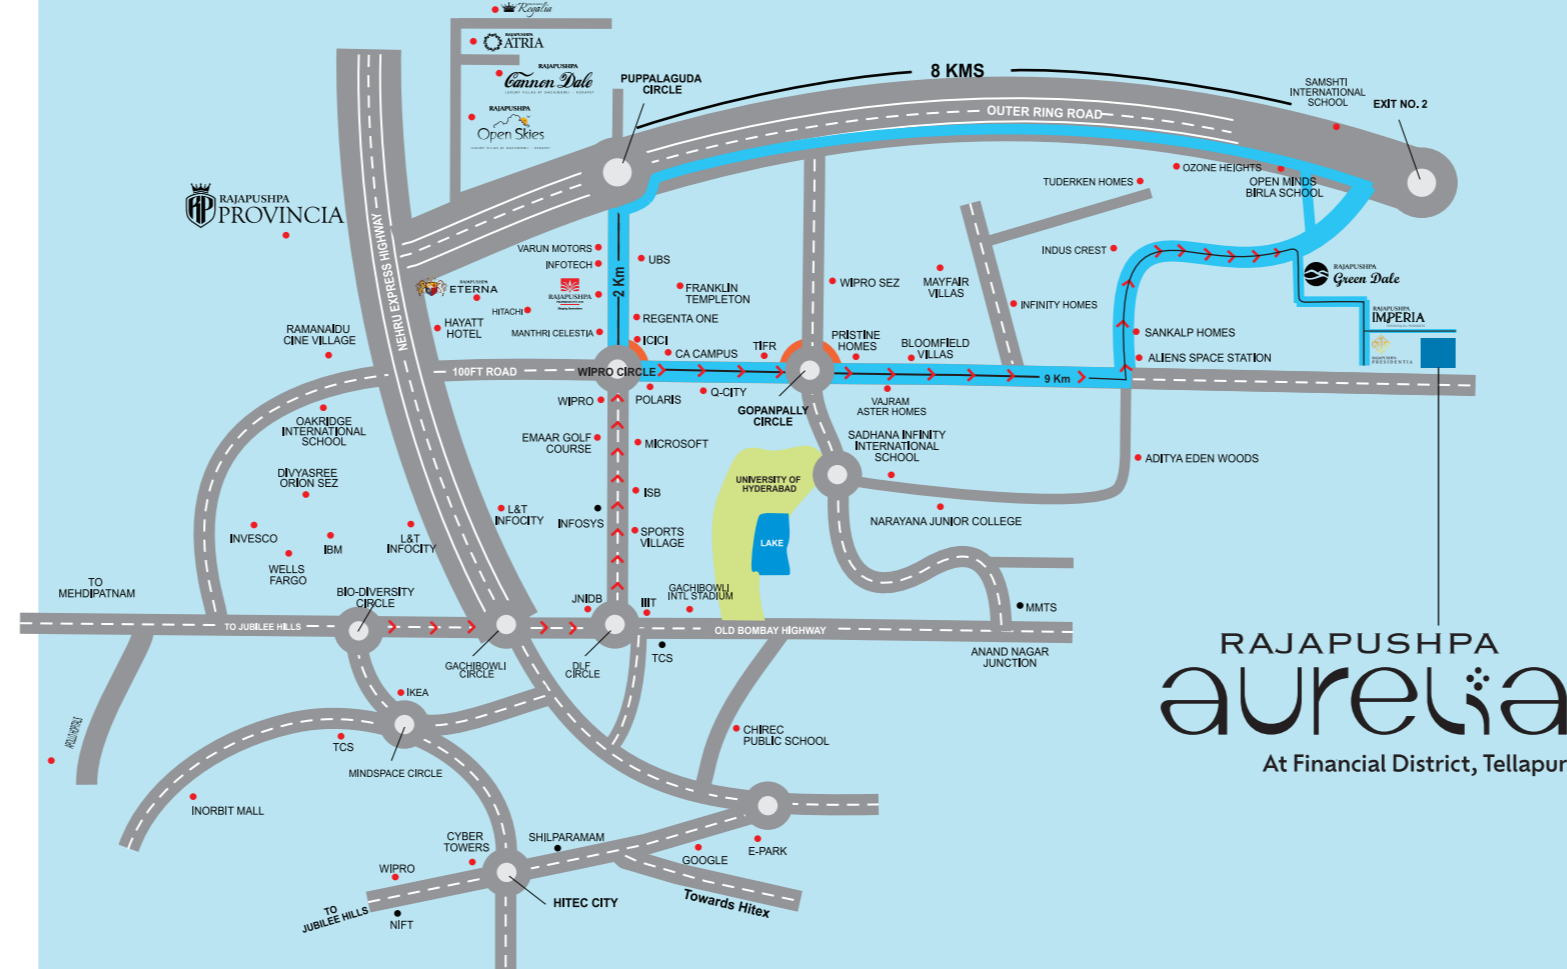 Regalia
RAJAPUSHPA
ATRIA
RAJAPUSHPA
Cannon Dale
RAJAPUSHPA
Open Skies
PUPPALAGUDA
CIRCLE
8 KMS
OUTER RING ROAD
SAMSHTI
INTERNATIONAL
SCHOOL
EXIT NO. 2
RAJAPUSHPA
PROVINCIA
NEHRU EXPRESS HIGHWAY
TUDERKEN HOMES
OZONE HEIGHTS
OPEN MINDS
BIRLA SCHOOL
VARUN MOTORS
INFOTECH
UBS
2 Km
RAJAPUSHPA
ETERNA
RAJAPUSHPA
HITACHI
HAYATT
HOTEL
MANTHRI CELESTIA
FRANKLIN
TEMPLETON
REGENTA ONE
ICICI
CA CAMPUS
TIFR
WIPRO SEZ
MAYFAIR
VILLAS
INDUS CREST
INFINITY HOMES
RAJAPUSHPA
Green Dale
RAJAPUSHPA
IMPERIA
RAJAPUSHPA
PRESIDENTIA
SANKALP HOMES
ALIENS SPACE STATION
PRISTINE
HOMES
BLOOMFIELD
VILLAS
RAMANAIDU
CINE VILLAGE
100FT ROAD
WIPRO CIRCLE
9 Km
WIPRO
POLARIS
Q-CITY
GOPANPALLY
CIRCLE
VAJRAM
ASTER HOMES
OAKRIDGE
INTERNATIONAL
SCHOOL
EMAAR GOLF
COURSE
MICROSOFT
SADHANA INFINITY
INTERNATIONAL
SCHOOL
ADITYA EDEN WOODS
DIVYASREE
ORION SEZ
UNIVERSITY OF
HYDERABAD
ISB
L&T
INFOCITY
INFOSYS
NARAYANA JUNIOR COLLEGE
INVESCO
IBM
L&T
INFOCITY
SPORTS
VILLAGE
LAKE
WELLS
FARGO
TO
MEHDIPATNAM
BIO-DIVERSITY
CIRCLE
JNIDB
IIIT
GACHIBOWLI
INTL STADIUM
MMTS
TO JUBILEE HILLS
OLD BOMBAY HIGHWAY
GACHIBOWLI
CIRCLE
DLF
CIRCLE
TCS
ANAND NAGAR
JUNCTION
RAJAPUSHPA
aurelia
At Financial District, Tellapur
IKEA
TCS
MINDSPACE CIRCLE
CHIREC
PUBLIC SCHOOL
INORBIT MALL
CYBER
TOWERS
SHILPARAMAM
GOOGLE
E-PARK
WIPRO
TO
JUBILEE HILLS
NIFT
HITEC CITY
Towards Hitex